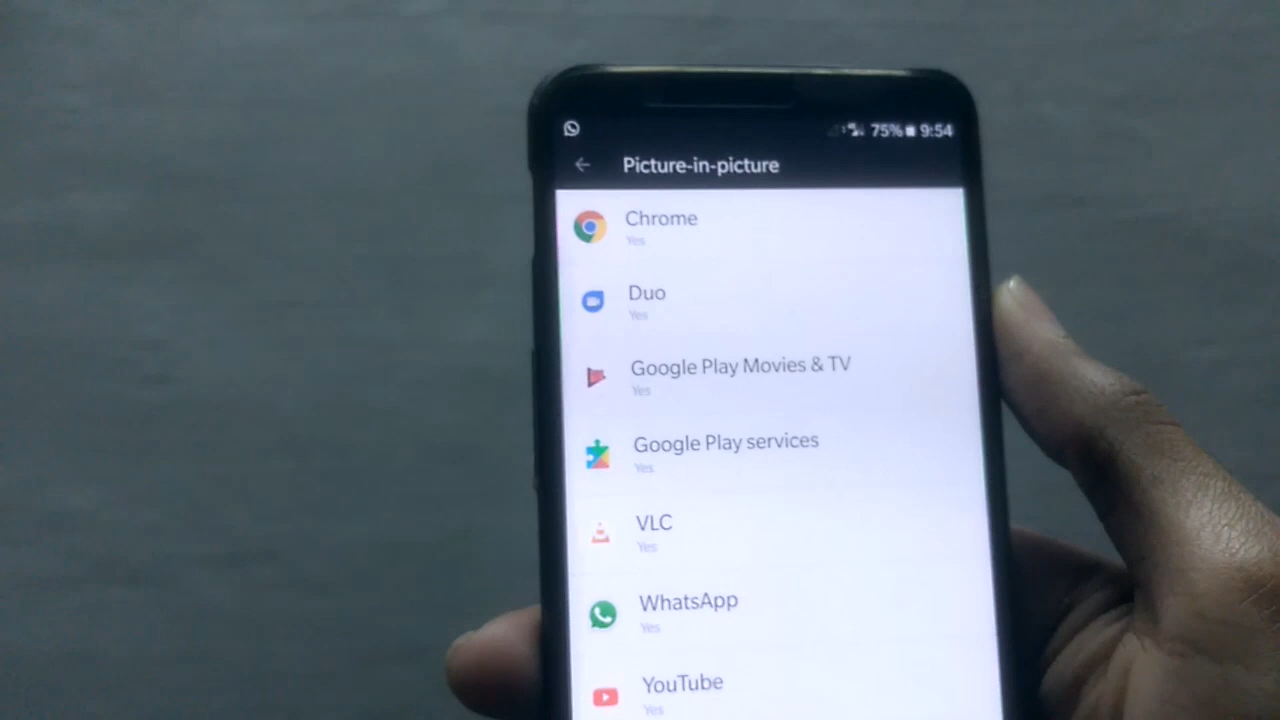 75% 9:54
Picture-in-picture
Chrome
Yes
Duo
Yes
Google Play Movies & TV
Yes
Google Play services
Yes
VLC
Yes
WhatsApp
Yes
YouTube
Yes